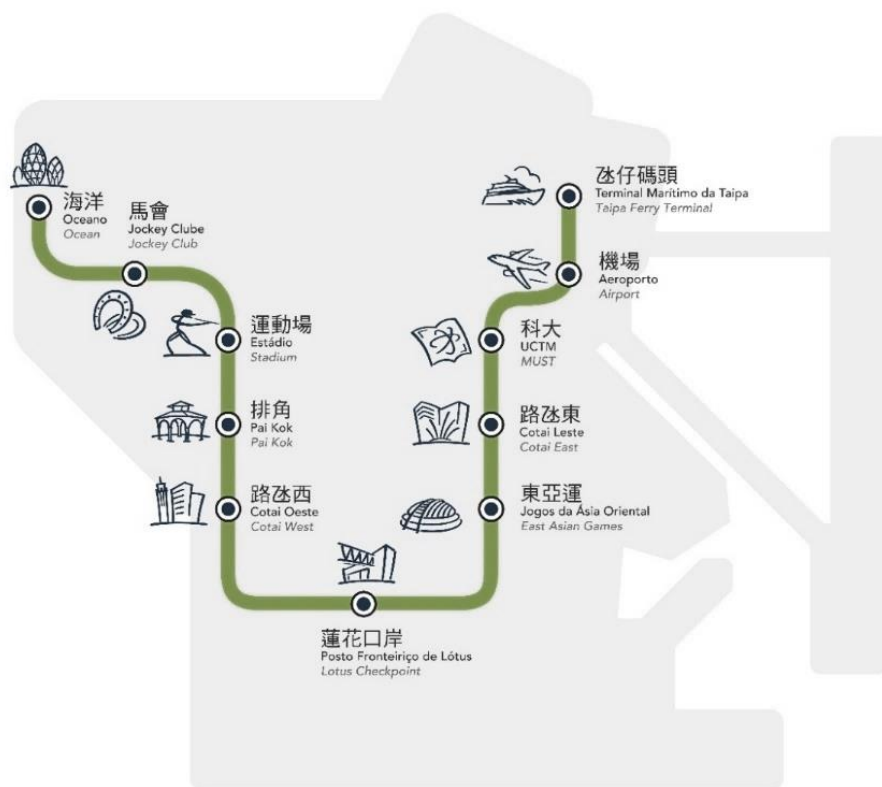 海洋
Oceano
Ocean
馬會
Jockey Clube
Jockey Club
運動場
Estádio
Stadium
排角
Pai Kok
Pai Kok
路氹西
Cotai Oeste
Cotai West
蓮花口岸
Posto Fronteiriço de Lótus
Lotus Checkpoint
東亞運
Jogos da Ásia Oriental
East Asian Games
路氹東
Cotai Leste
Cotai East
科大
UCTM
MUST
機場
Aeroporto
Airport
氹仔碼頭
Terminal Marítimo da Taipa
Taipa Ferry Terminal